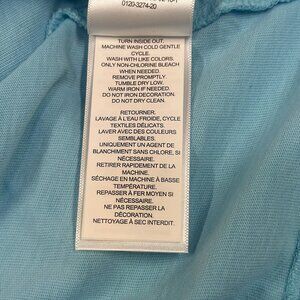 0120-3274-20
TURN INSIDE OUT.
MACHINE WASH COLD GENTLE
CYCLE.
WASH WITH LIKE COLORS.
ONLY NON-CHLORINE BLEACH
WHEN NEEDED.
REMOVE PROMPTLY.
TUMBLE DRY LOW.
WARM IRON IF NEEDED.
DO NOT IRON DECORATION.
DO NOT DRY CLEAN.
RETOURNER.
LAVAGE À L'EAU FROIDE, CYCLE
TEXTILES DÉLICATS.
LAVER AVEC DES COULEURS
SEMBLABLES.
UNIQUEMENT UN AGENT DE
BLANCHIMENT SANS CHLORE, SI
NÉCESSAIRE.
RETIRER RAPIDEMENT DE LA
MACHINE.
SÉCHAGE EN MACHINE À BASSE
TEMPÉRATURE.
REPASSER À FER MOYEN SI
NÉCESSAIRE.
NE PAS REPASSER LA
DÉCORATION.
NETTOYAGE À SEC INTERDIT.